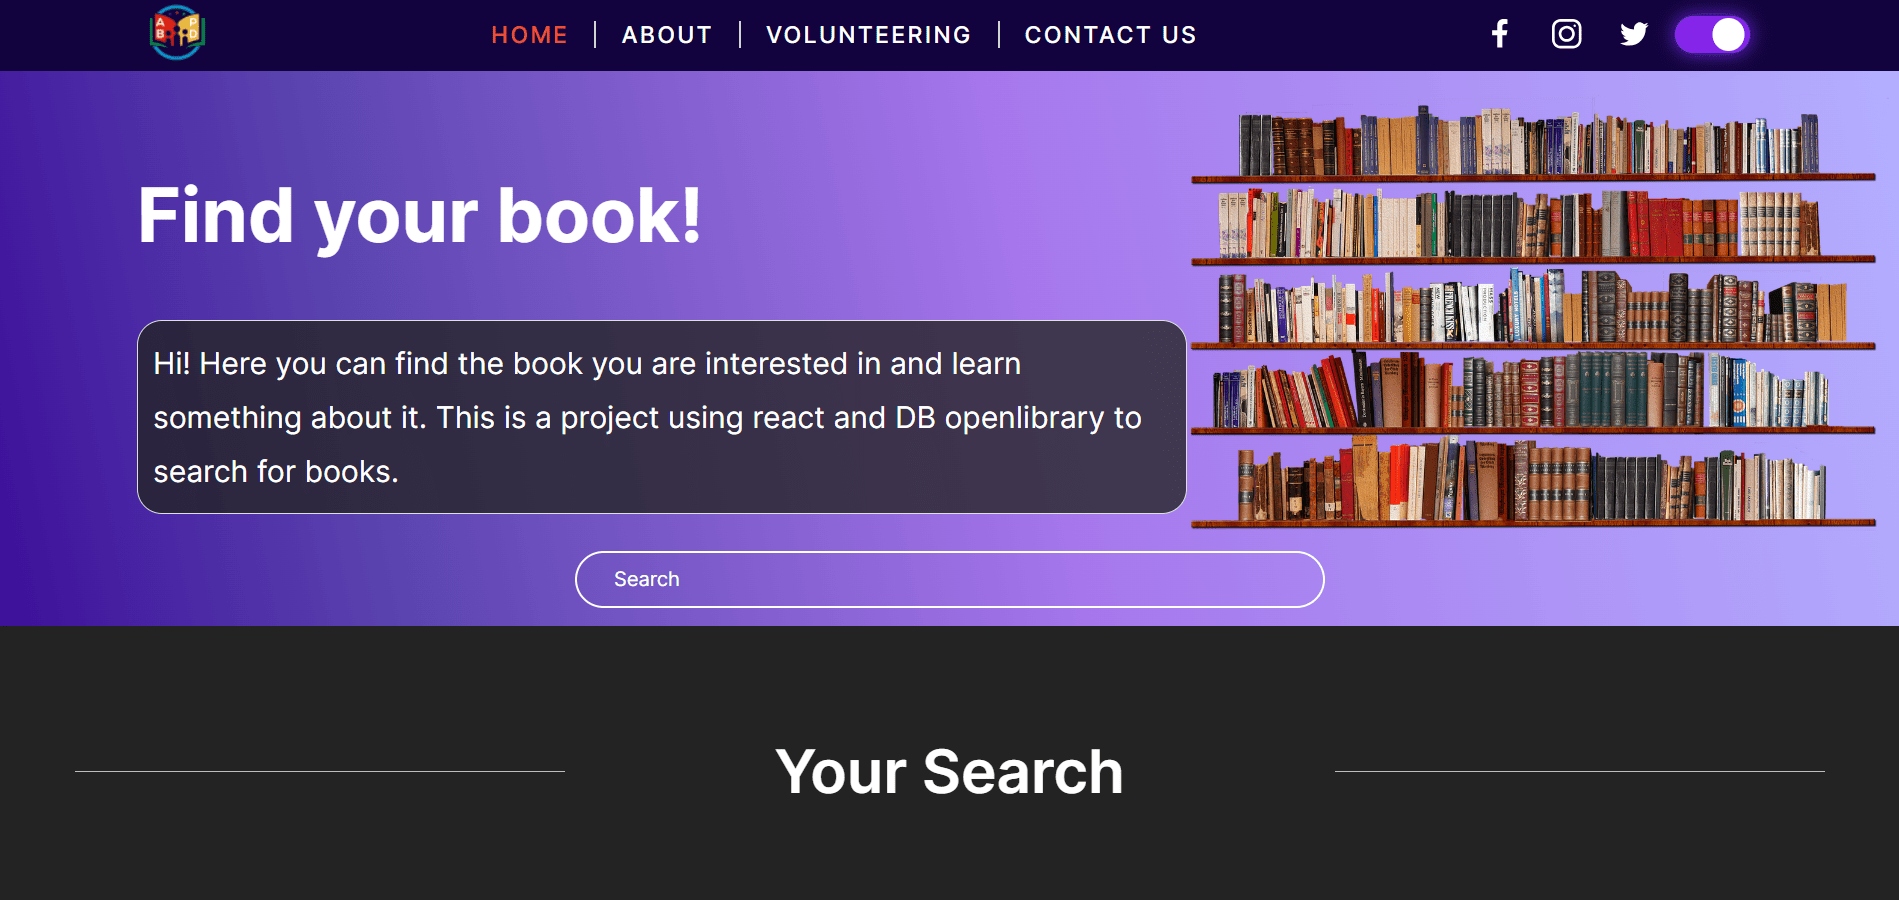 A P
B D
HOME
ABOUT
VOLUNTEERING
CONTACT US
Find your book!
Hi! Here you can find the book you are interested in and learn
something about it. This is a project using react and DB openlibrary to
search for books.
Search
Your Search